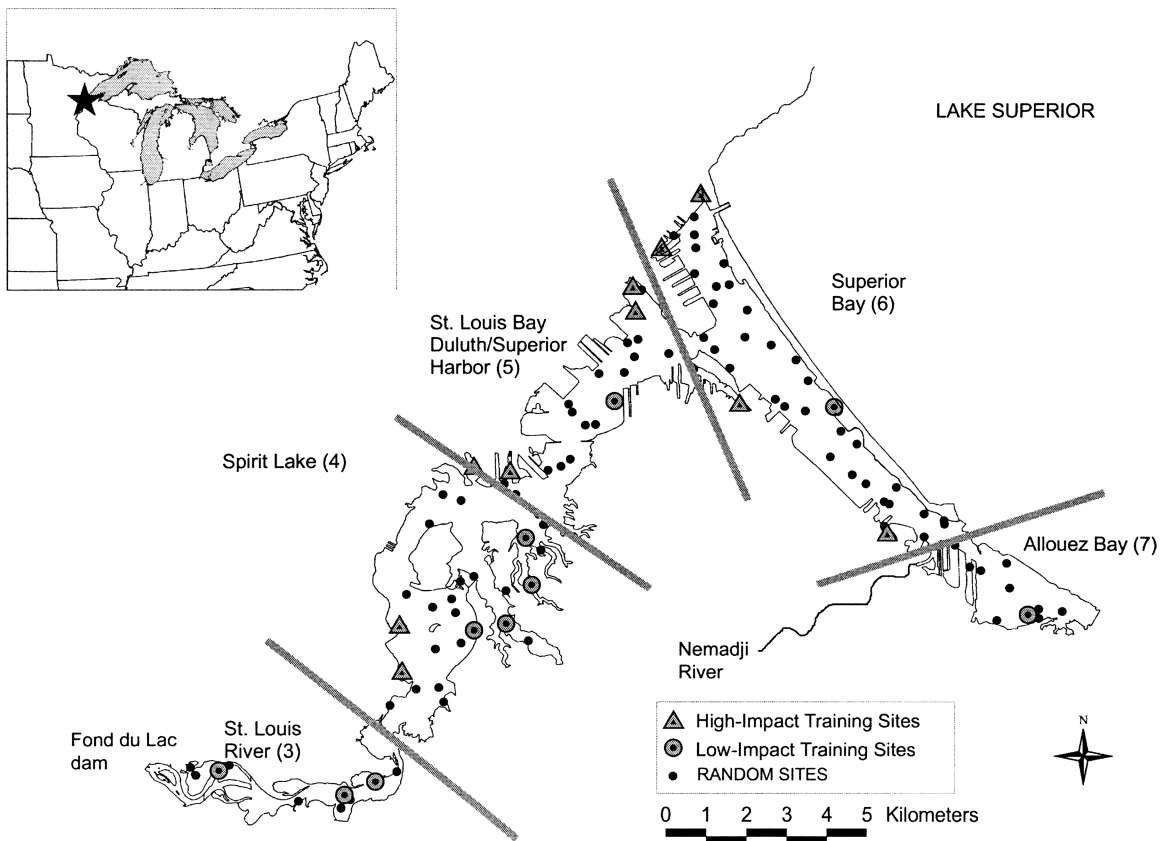 LAKE SUPERIOR
Superior
Bay (6)
St. Louis Bay
Duluth/Superior
Harbor (5)
Spirit Lake (4)
Allouez Bay (7)
Nemadji
River
St. Louis
River (3)
Fond du Lac
dam
High-Impact Training Sites
Low-Impact Training Sites
RANDOM SITES
N
0 1 2 3 4 5 Kilometers